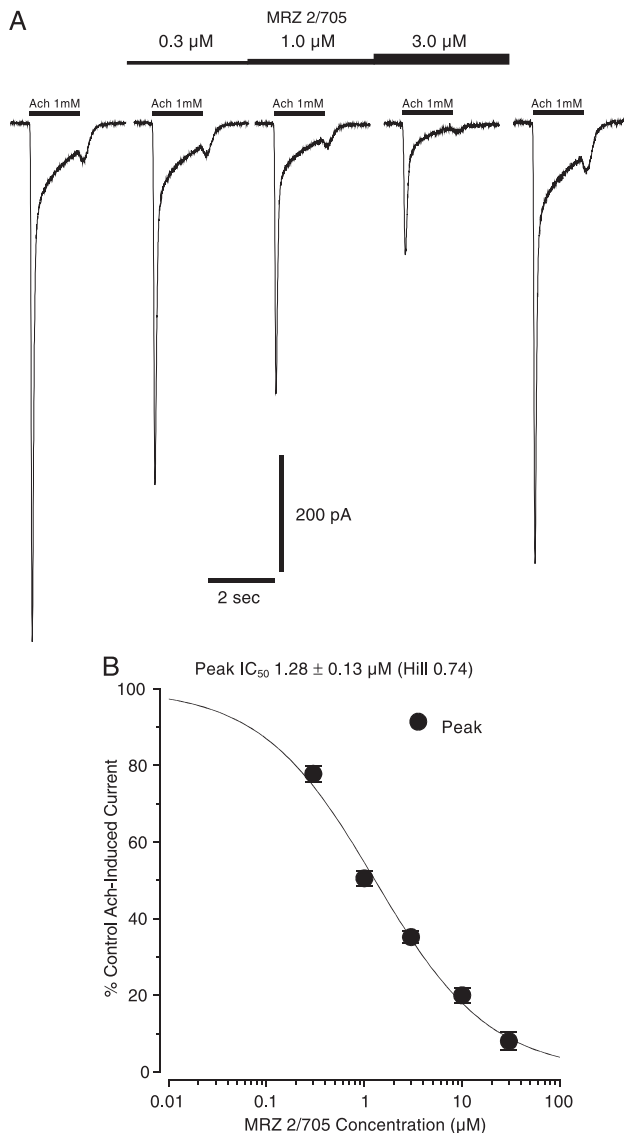 A
MRZ 2/705
0.3 µM 1.0 µM 3.0 µM
Ach 1mM Ach 1mM Ach 1mM Ach 1mM Ach 1mM
200 pA
2 sec
B
Peak IC50 1.28 ± 0.13 µM (Hill 0.74)
100
80
60
40
20
0
% Control Ach-Induced Current
Peak
0.01 0.1 1 10 100
MRZ 2/705 Concentration (µM)